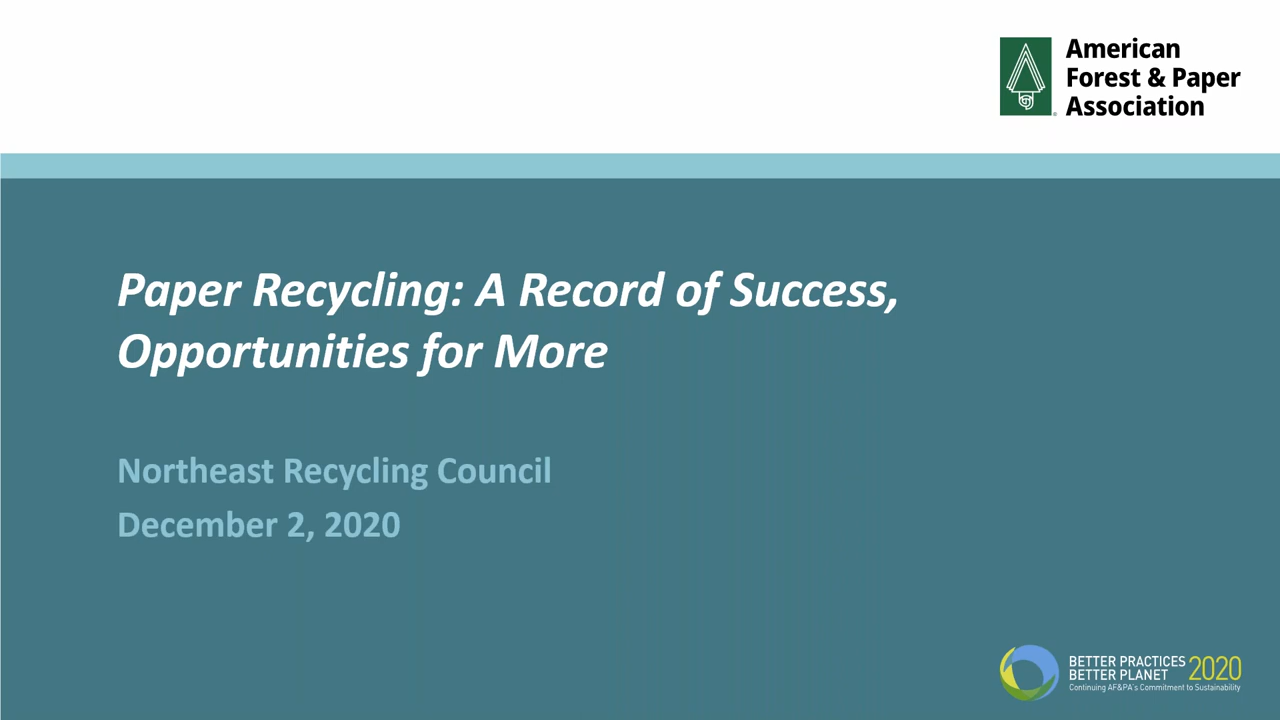 American
Forest & Paper
Association
Paper Recycling: A Record of Success,
Opportunities for More
Northeast Recycling Council
December 2, 2020
BETTER PRACTICES
BETTER PLANET 2020
Continuing AF&PA's Commitment to Sustainability